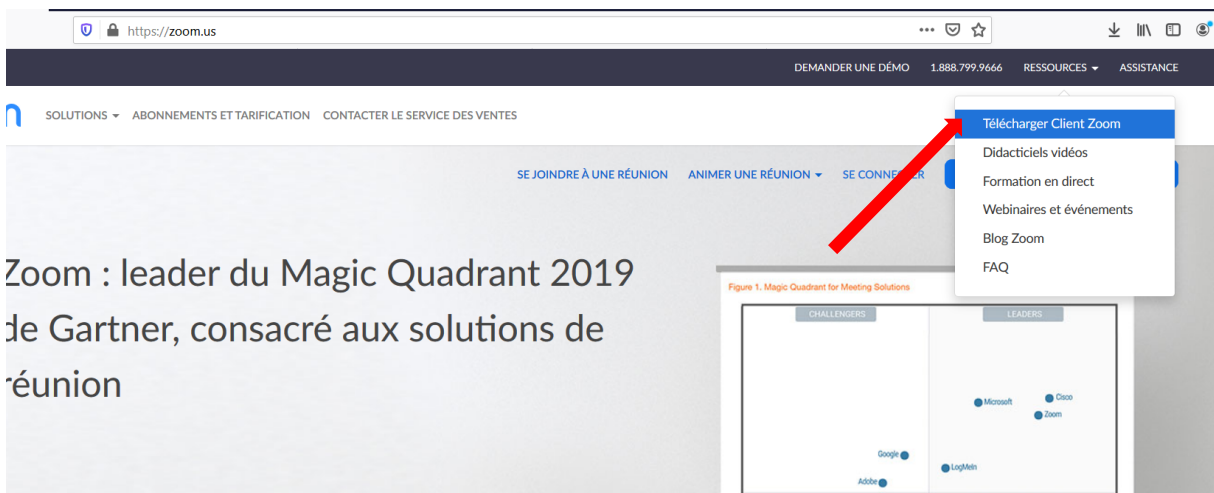 https://zoom.us
DEMANDER UNE DÉMO 1.888.799.9666 RESSOURCES ASSISTANCE
SOLUTIONS ABONNEMENTS ET TARIFICATION CONTACTER LE SERVICE DES VENTES
Télécharger Client Zoom
Didacticiels vidéos
Formation en direct
Webinaires et événements
Blog Zoom
FAQ
SE JOINDRE À UNE RÉUNION ANIMER UNE RÉUNION
Zoom : leader du Magic Quadrant 2019
de Gartner, consacré aux solutions de
réunion
Figure 1. Magic Quadrant for Meeting Solutions
CHALLENGERS LEADERS
Microsoft Cisco
Zoom
Google
LogMeIn
Adobe